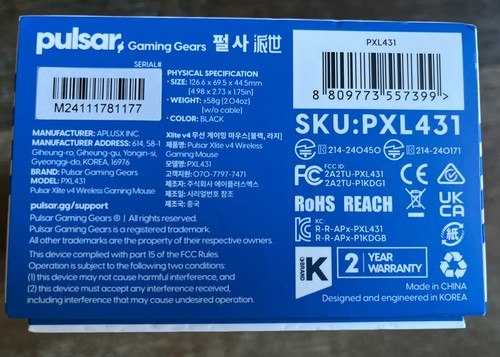 pulsar Gaming Gears 펄사 派世
SERIAL#
M24111781177
PHYSICAL SPECIFICATION
• SIZE: 126.6 x 69.5 x 44.5mm
[4.98 x 2.73 x 1.75in]
• WEIGHT: ±58g (2.04oz)
(w/o cable)
• COLOR: BLACK
PXL431
8 809773 557399 >
SKU:PXL431
MANUFACTURER: APLUSX INC.
MANUFACTURER ADDRESS: 614, 58-1
Giheung-ro, Giheung-gu, Yongin-si,
Gyeonggi-do, KOREA, 16976
BRAND: Pulsar Gaming Gears
MODEL: PXL431
Pulsar Xlite v4 Wireless Gaming Mouse
pulsar.gg/support
Xlite v4 무선 게이밍 마우스[블랙, 라지]
제품명: Pulsar Xlite v4 Wireless
Gaming Mouse
모델명: PXL431
고객지원: 070-7797-7471
제조자: 주식회사 에이플러스엑스
제조일: 시리얼번호 참조
제조국: 중국
214-240450
214-240171
FCC ID:
2A2TU-PXL431
2A2TU-P1KDG1
CE
RoHS REACH
UK
CA
KC:
R-R-APx-PXL431
R-R-APx-P1KDGB
紙
Pulsar Gaming Gears ® | All rights reserved.
Pulsar Gaming Gears is a registered trademark.
All other trademarks are the property of their respective owners.
This device complied with part 15 of the FCC Rules.
Operation is subject to the following two conditions:
(1) this device may not cause harmful interference, and
(2) this device must accept any interference received,
including interference that may cause undesired operation.
K BRAND
2 YEAR
WARRANTY
Made in CHINA
Designed and engineered in KOREA